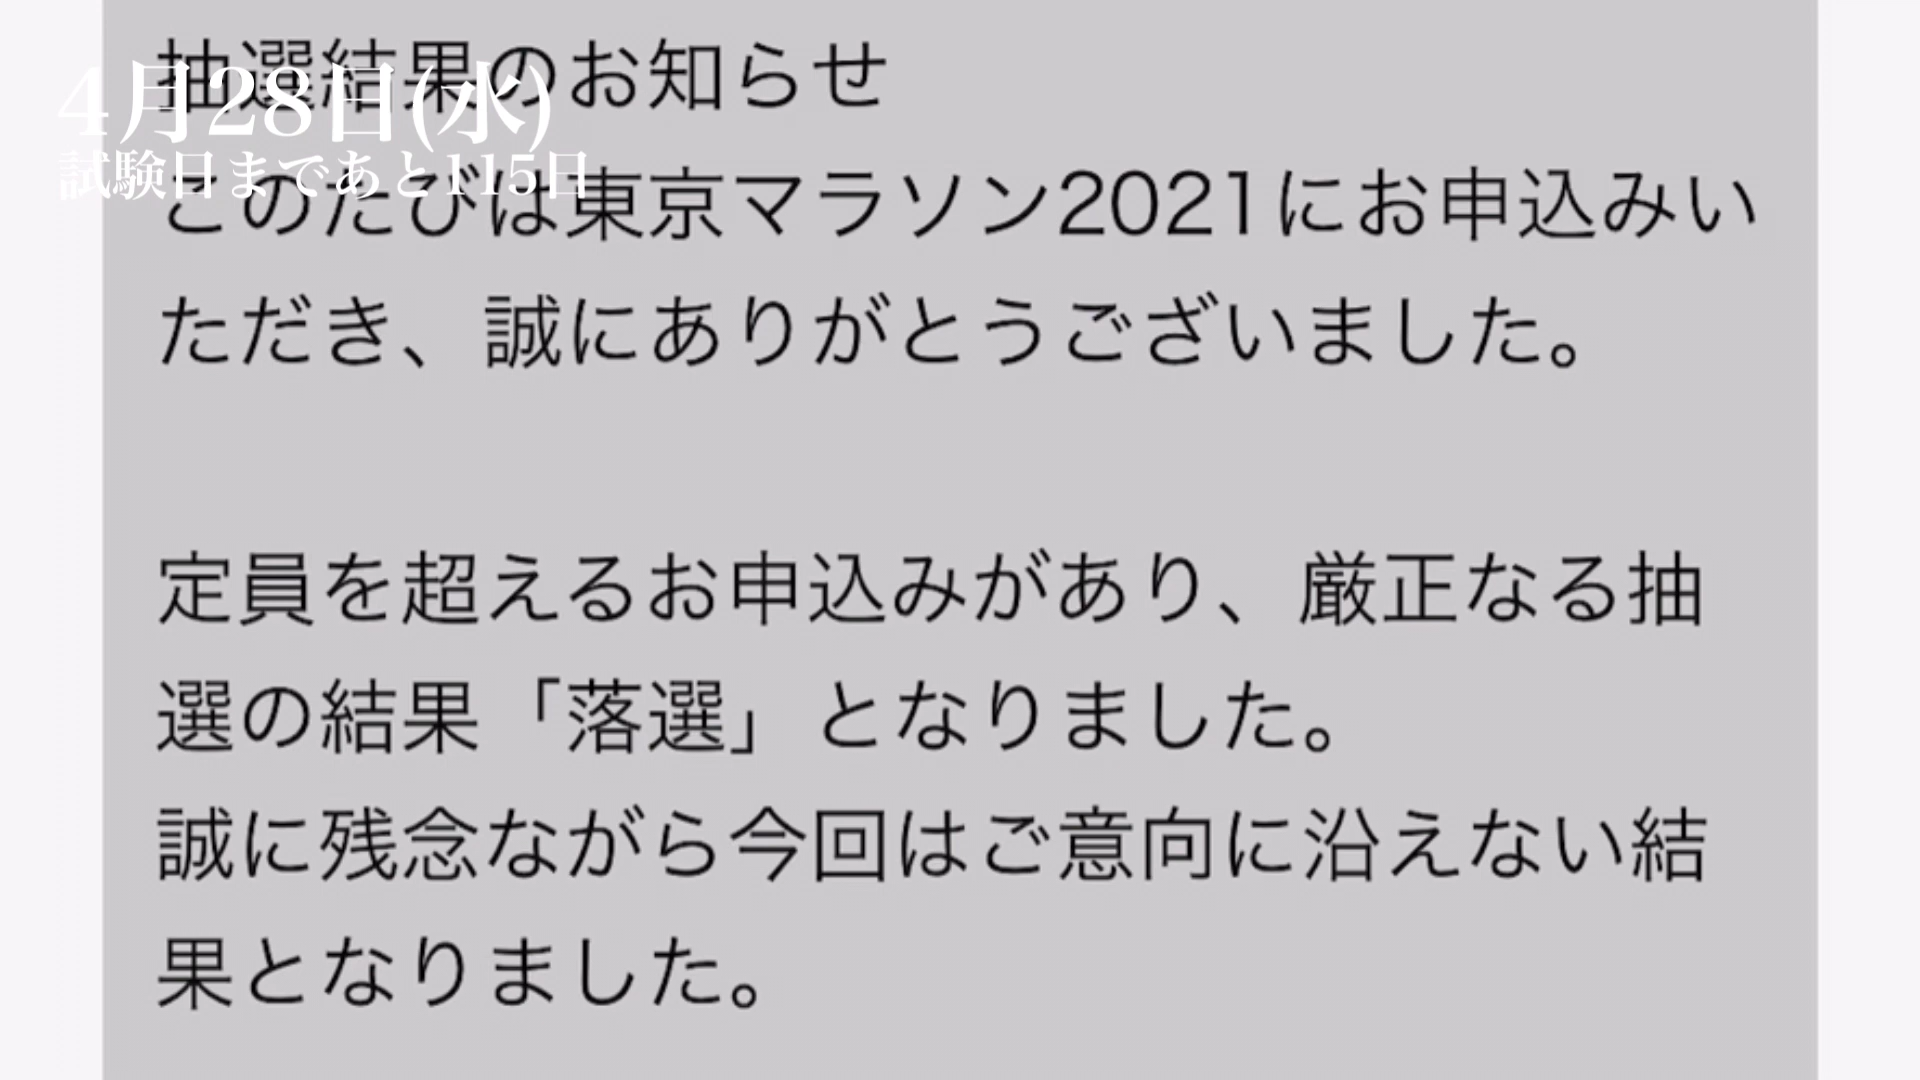 抽選結果のお知らせ
4月28日(水)
試験日まであと115日
このたびは東京マラソン2021にお申込みい
ただき、誠にありがとうございました。
定員を超えるお申込みがあり、厳正なる抽
選の結果「落選」となりました。
誠に残念ながら今回はご意向に沿えない結
果となりました。